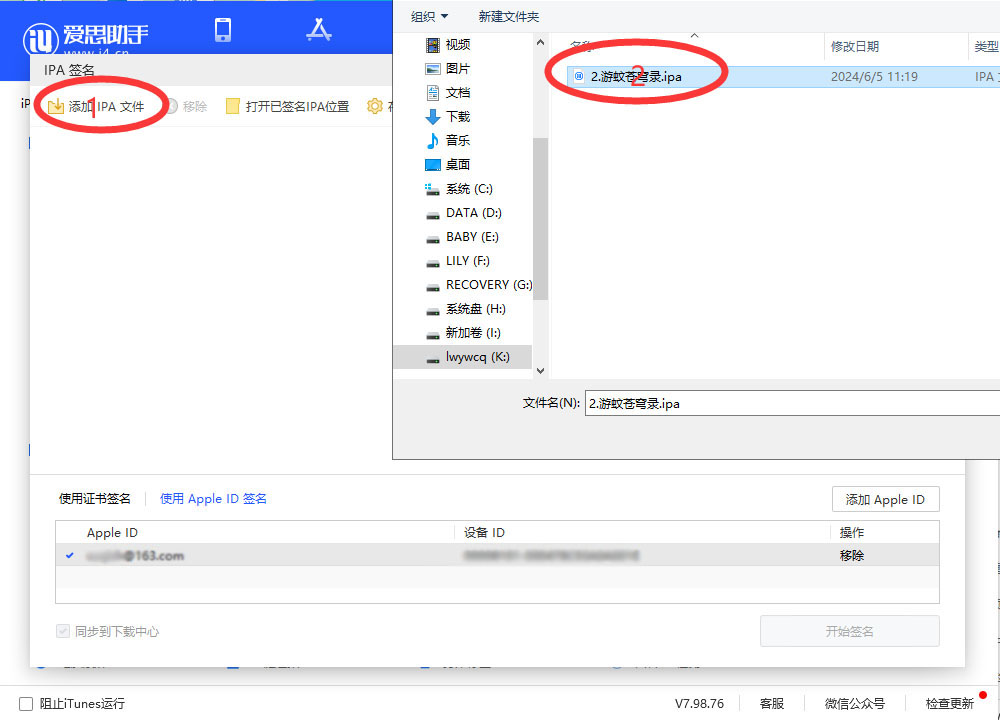 组织
新建文件夹
爱思助手
www.i4.cn
IPA 签名
添加 IPA 文件
1
移除
打开已签名IPA位置
视频
图片
文档
下载
音乐
桌面
系统 (C:)
DATA (D:)
BABY (E:)
LILY (F:)
RECOVERY (G:)
系统盘 (H:)
新加卷 (I:)
lwywcq (K:)
名称
修改日期
类型
2.游蚊苍穹录.ipa
2
2024/6/5 11:19
IPA
文件名(N):
2.游蚊苍穹录.ipa
使用证书签名
使用 Apple ID 签名
添加 Apple ID
Apple ID
设备 ID
操作
@163.com
移除
同步到下载中心
开始签名
阻止iTunes运行
V7.98.76
客服
微信公众号
检查更新